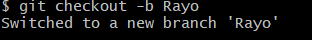 $ git checkout -b Rayo
Switched to a new branch 'Rayo'